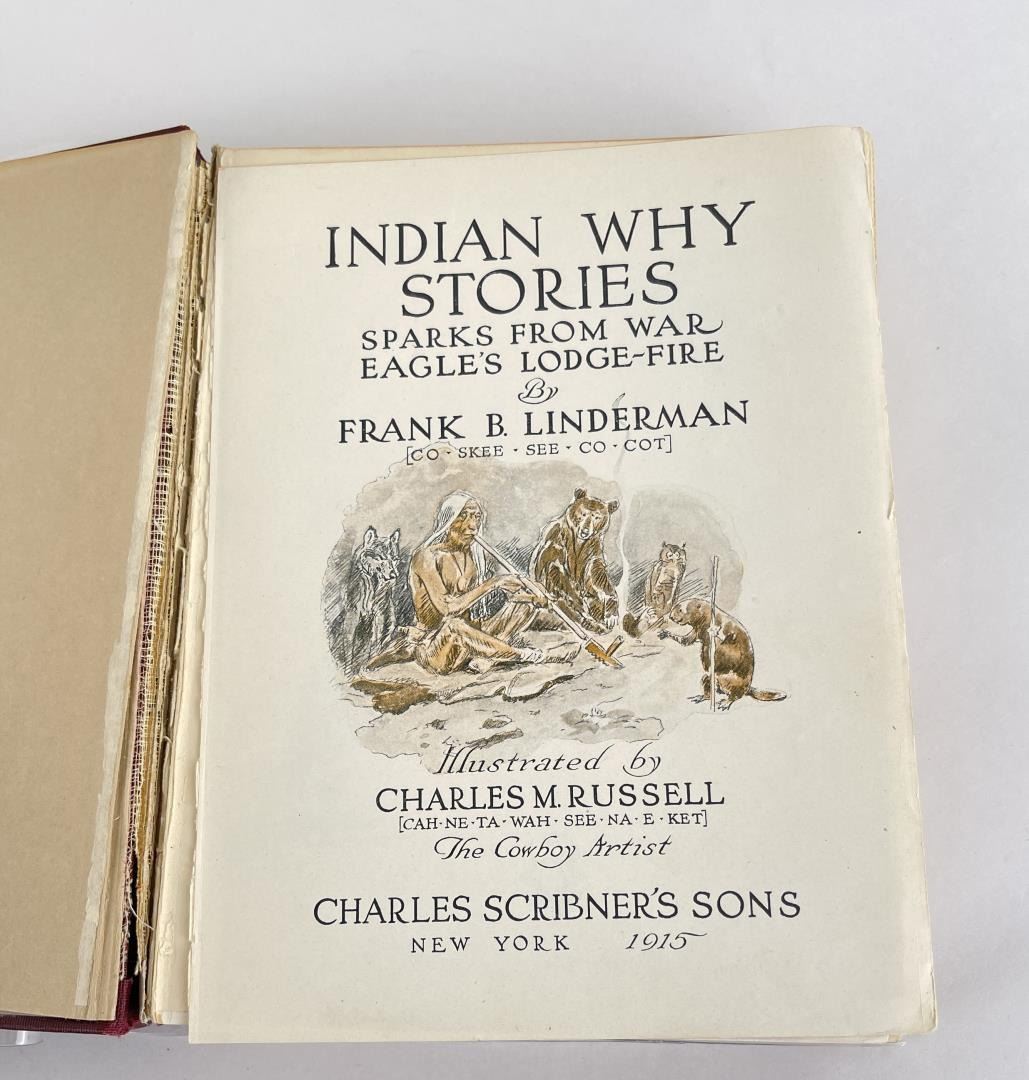 INDIAN WHY
STORIES
SPARKS FROM WAR
EAGLE'S LODGE-FIRE
By
FRANK B. LINDERMAN
[CO · SKEE · SEE · CO · COT]
Illustrated by
CHARLES M. RUSSELL
[CAH · NE · TA · WAH · SEE · NA · E · KET]
The Cowboy Artist
CHARLES SCRIBNER'S SONS
NEW YORK 1915